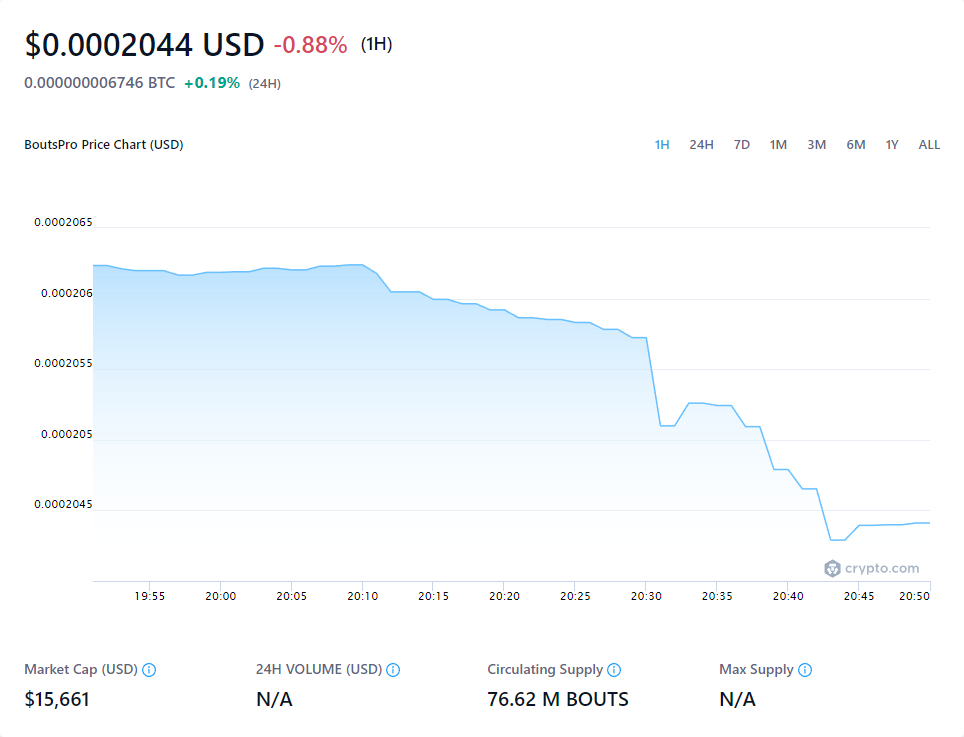 $0.0002044 USD -0.88% (1H)
0.000000006746 BTC +0.19% (24H)
BoutsPro Price Chart (USD) 1H 24H 7D 1M 3M 6M 1Y ALL
0.0002065
0.000206
0.0002055
0.000205
0.0002045
crypto.com
19:55 20:00 20:05 20:10 20:15 20:20 20:25 20:30 20:35 20:40 20:45 20:50
Market Cap (USD) 24H VOLUME (USD) Circulating Supply Max Supply
$15,661 N/A 76.62 M BOUTS N/A